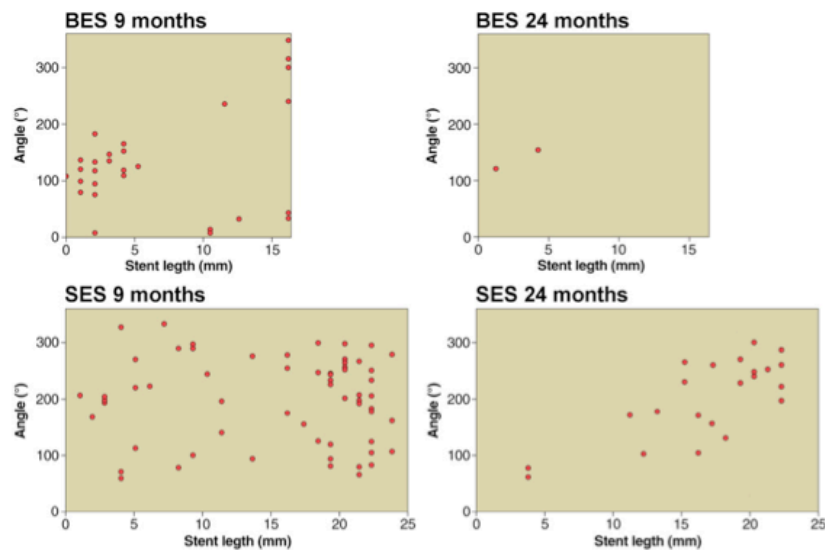 BES 9 months
BES 24 months
Angle (°)
300
200
100
0
0 5 10 15
Stent legth (mm)
Angle (°)
300
200
100
0
0 5 10 15
Stent legth (mm)
SES 9 months
SES 24 months
Angle (°)
300
200
100
0
0 5 10 15 20 25
Stent legth (mm)
Angle (°)
300
200
100
0
0 5 10 15 20 25
Stent legth (mm)